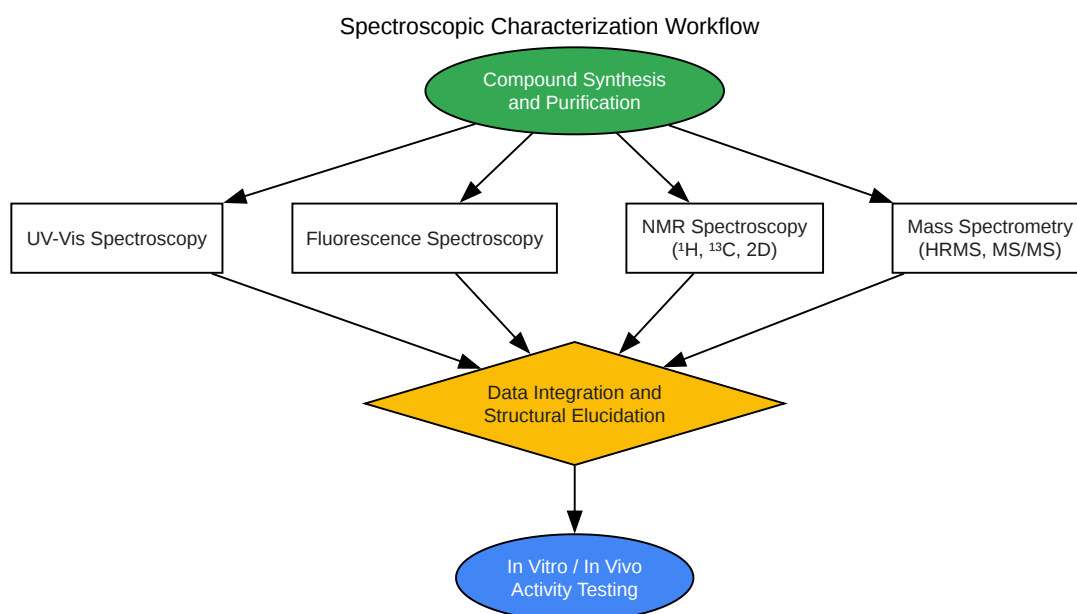 Spectroscopic Characterization Workflow
Compound Synthesis
and Purification
UV-Vis Spectroscopy
Fluorescence Spectroscopy
NMR Spectroscopy
(¹H, ¹³C, 2D)
Mass Spectrometry
(HRMS, MS/MS)
Data Integration and
Structural Elucidation
In Vitro / In Vivo
Activity Testing